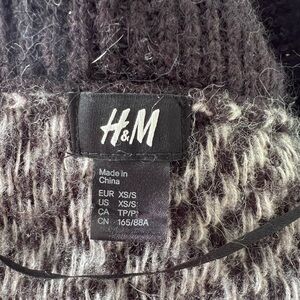 H&M
Made in
China
EUR XS/S
US XS/S
CA TP/P
CN 165/88A